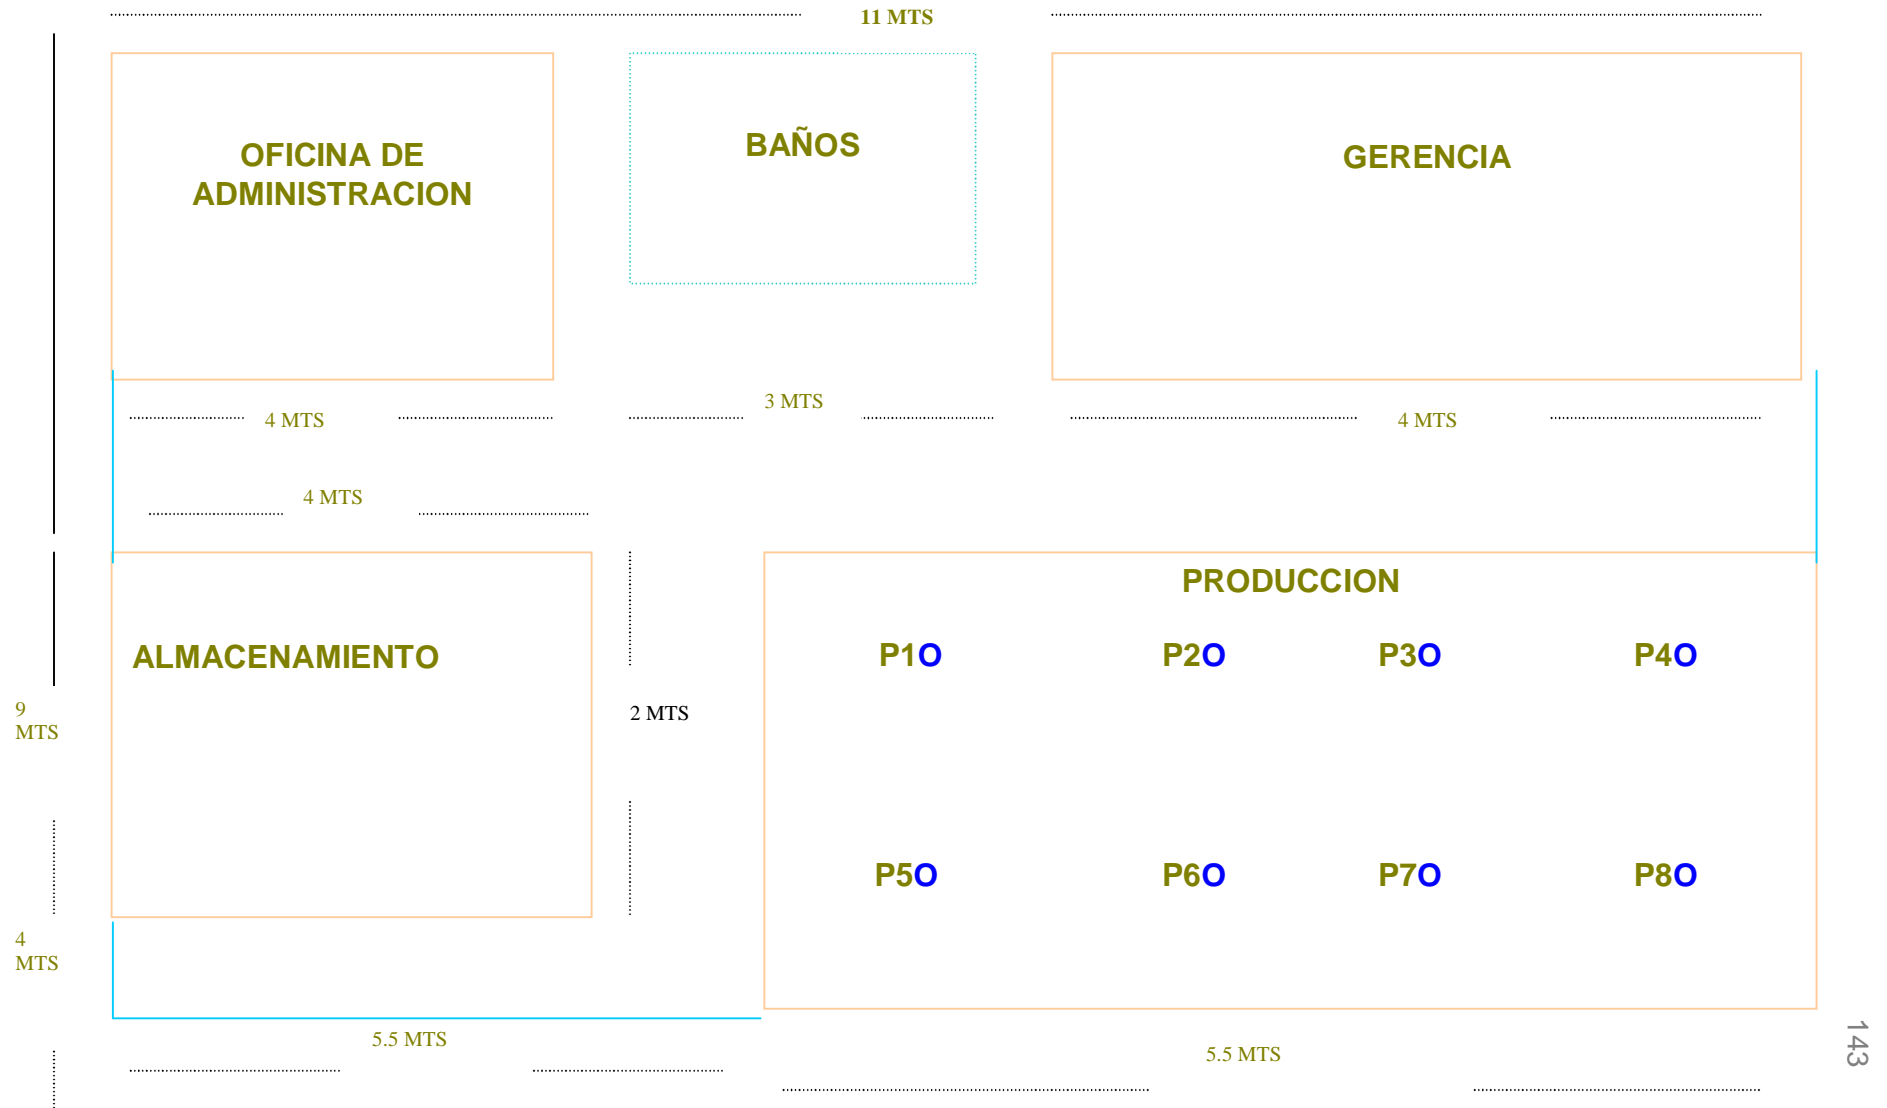 11 MTS
OFICINA DE
ADMINISTRACION
BAÑOS
GERENCIA
4 MTS
3 MTS
4 MTS
4 MTS
PRODUCCION
ALMACENAMIENTO
P1O P2O P3O P4O
9
MTS
2 MTS
P5O P6O P7O P8O
4
MTS
5.5 MTS
5.5 MTS
143